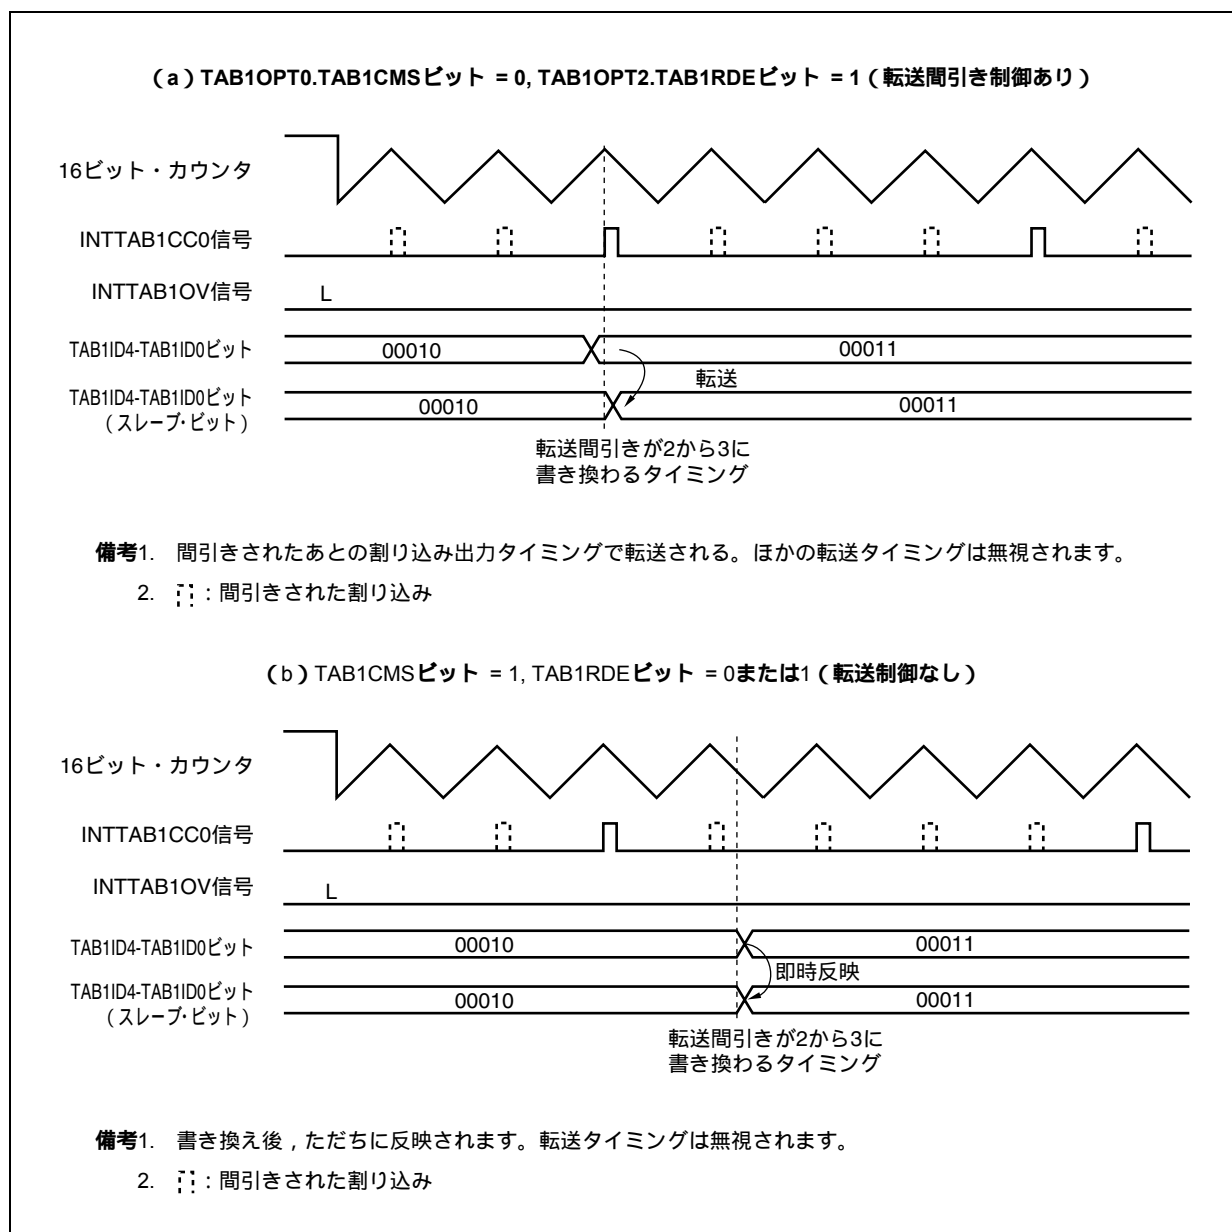 （a）TAB1OPT0.TAB1CMSビット = 0, TAB1OPT2.TAB1RDEビット = 1（転送間引き制御あり）
16ビット・カウンタ
INTTAB1CC0信号
INTTAB1OV信号
L
TAB1ID4-TAB1ID0ビット
00010
00011
転送
TAB1ID4-TAB1ID0ビット
（スレーブ・ビット）
00010
00011
転送間引きが2から3に
書き換わるタイミング
備考1. 間引きされたあとの割り込み出力タイミングで転送される。ほかの転送タイミングは無視されます。
2. ：間引きされた割り込み
（b）TAB1CMSビット = 1, TAB1RDEビット = 0または1（転送制御なし）
16ビット・カウンタ
INTTAB1CC0信号
INTTAB1OV信号
L
TAB1ID4-TAB1ID0ビット
00010
00011
即時反映
TAB1ID4-TAB1ID0ビット
（スレーブ・ビット）
00010
00011
転送間引きが2から3に
書き換わるタイミング
備考1. 書き換え後，ただちに反映されます。転送タイミングは無視されます。
2. ：間引きされた割り込み